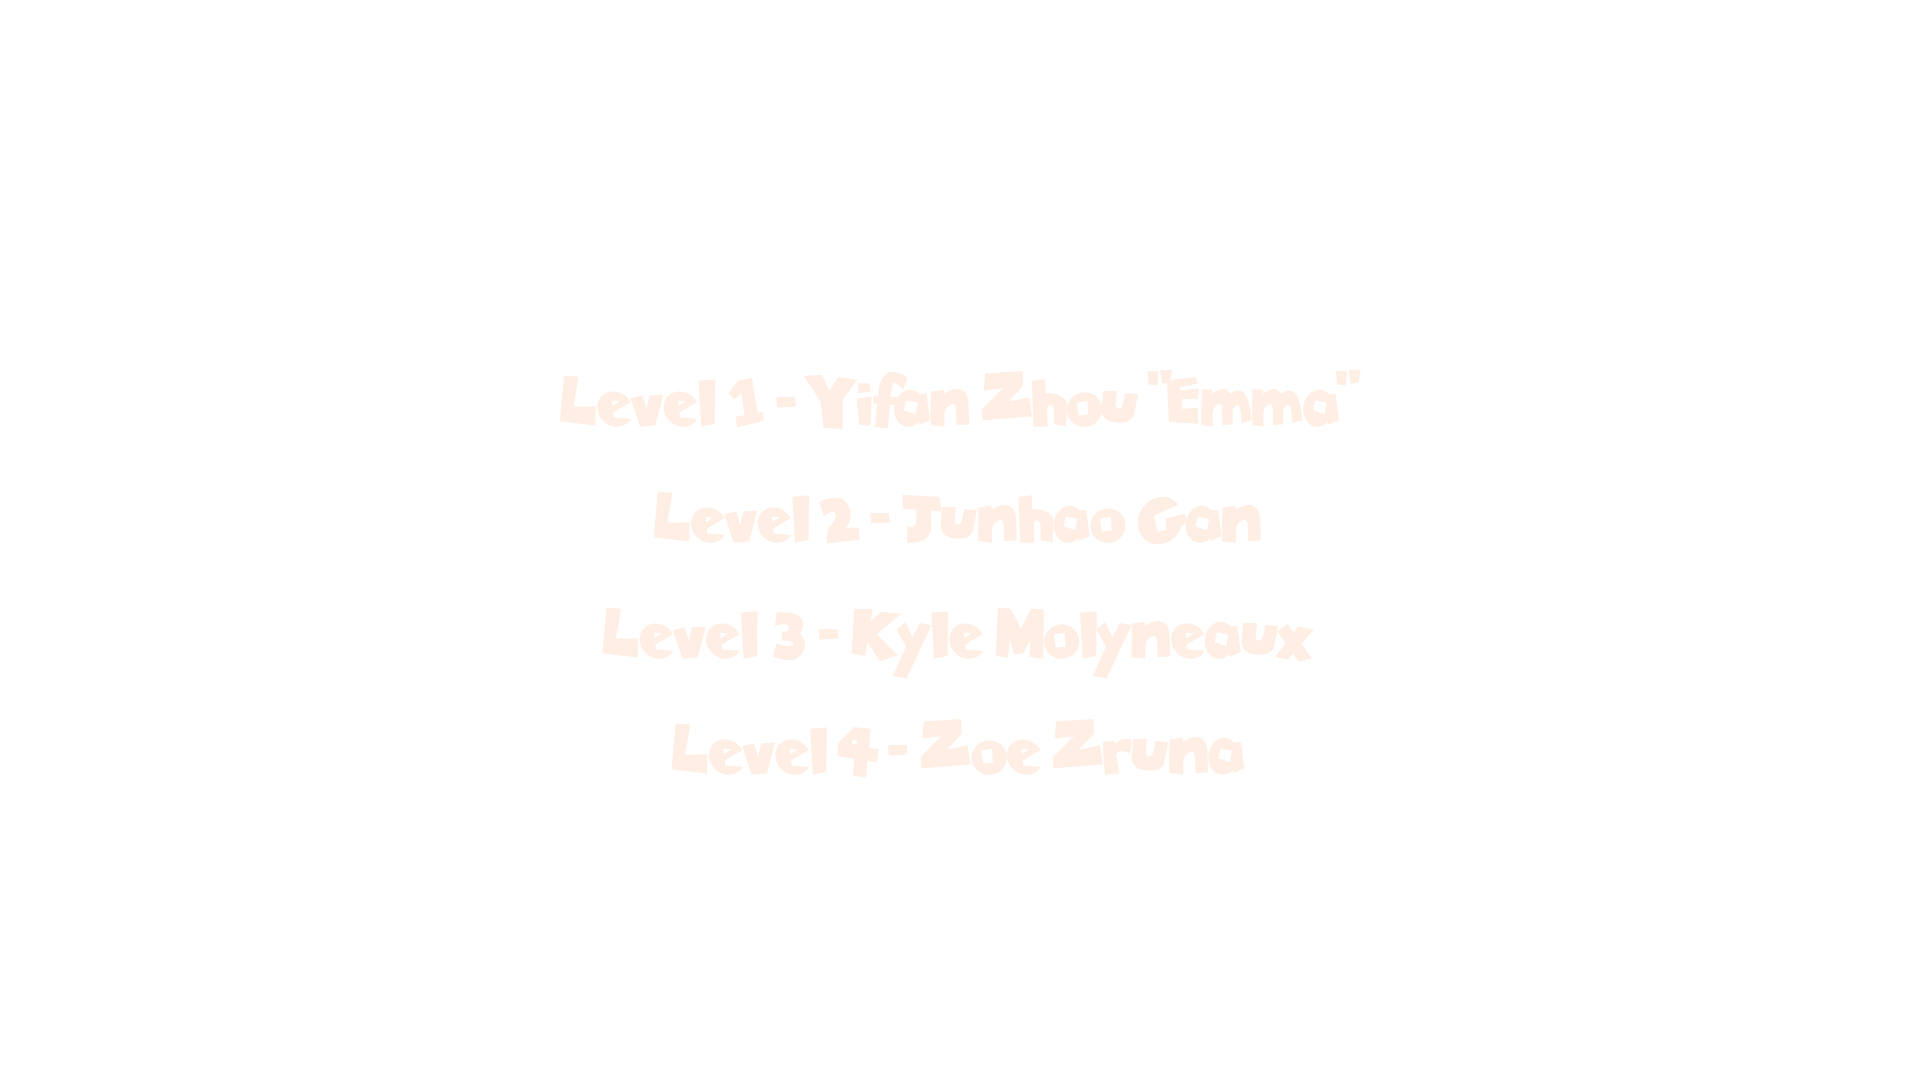 Level 1 - Yifan Zhou "Emma"
Level 2 - Junhao Gan
Level 3 - Kyle Molyneaux
Level 4 - Zoe Zruna